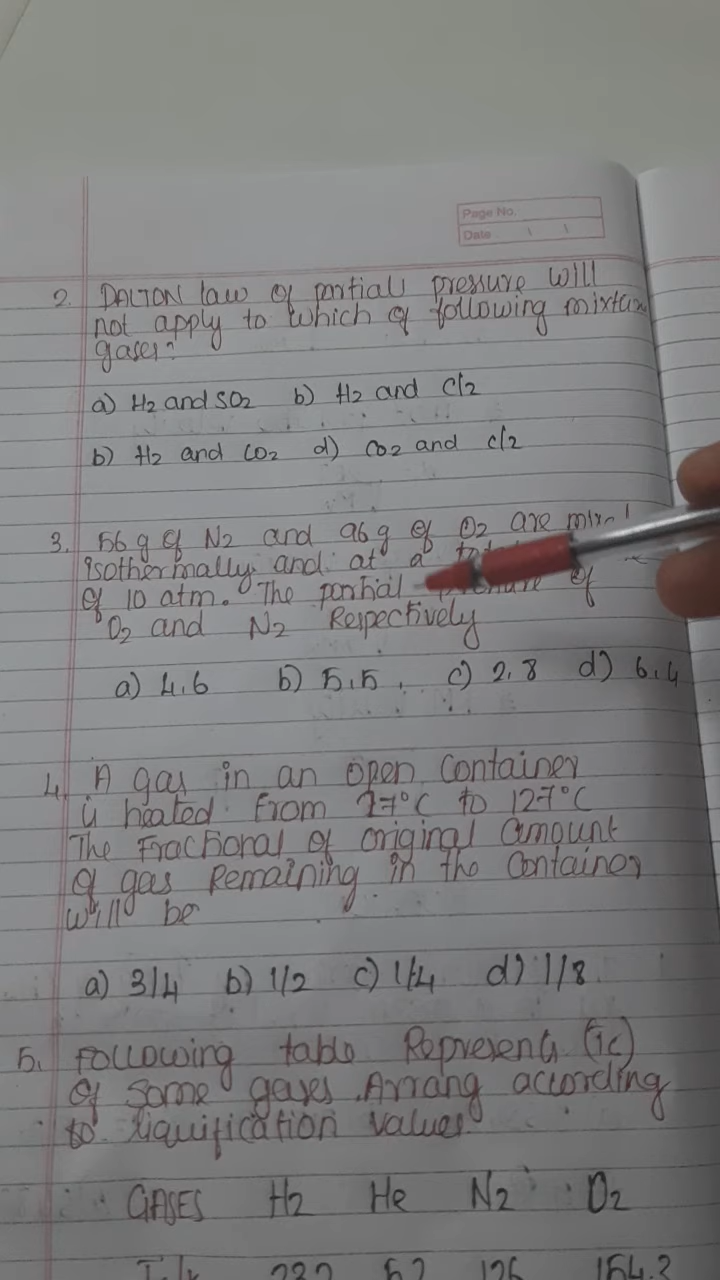 Page No.
Date
2. DALTON law of partial pressure will
not apply to which of following
gases?
a) H2 and SO2 b) H2 and Cl2
b) H2 and CO2 d) CO2 and cl2
3. 56 g of N2 and 96 g of O2 are
isothermally and at a
of 10 atm. The partial of
O2 and N2 Respectively
a) 4,6 b) 5,5 c) 2,8 d) 6,4
4. A gas in an open container
is heated from 27°C to 127°C
The Fractional of original Amount
of gas Remaining in the Container
will be
a) 3/4 b) 1/2 c) 1/4 d) 1/8
5. Following table Represents (Tc)
of some gases. Arrang according
to liquification values
GASES H2 He N2 O2
154.3